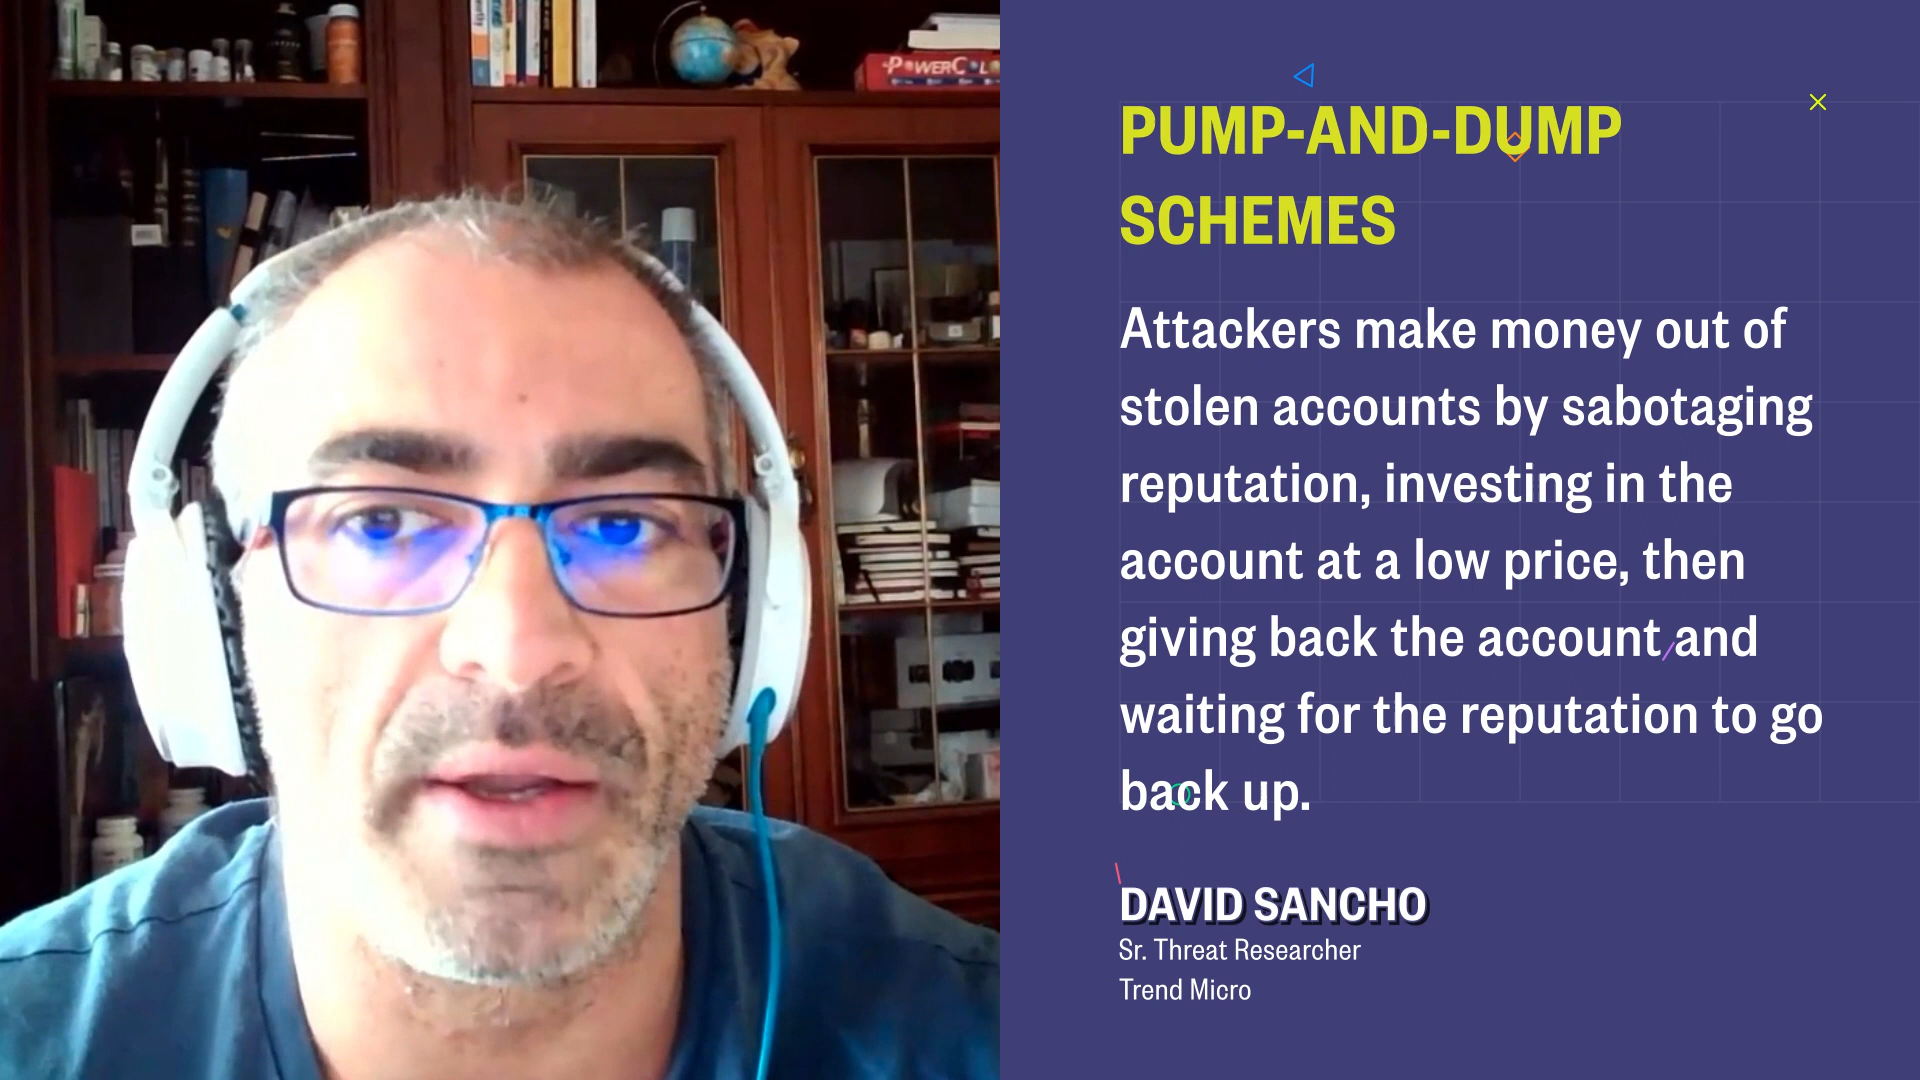 POWERCOL
PUMP-AND-DUMP
SCHEMES
Attackers make money out of
stolen accounts by sabotaging
reputation, investing in the
account at a low price, then
giving back the account and
waiting for the reputation to go
back up.
DAVID SANCHO
Sr. Threat Researcher
Trend Micro